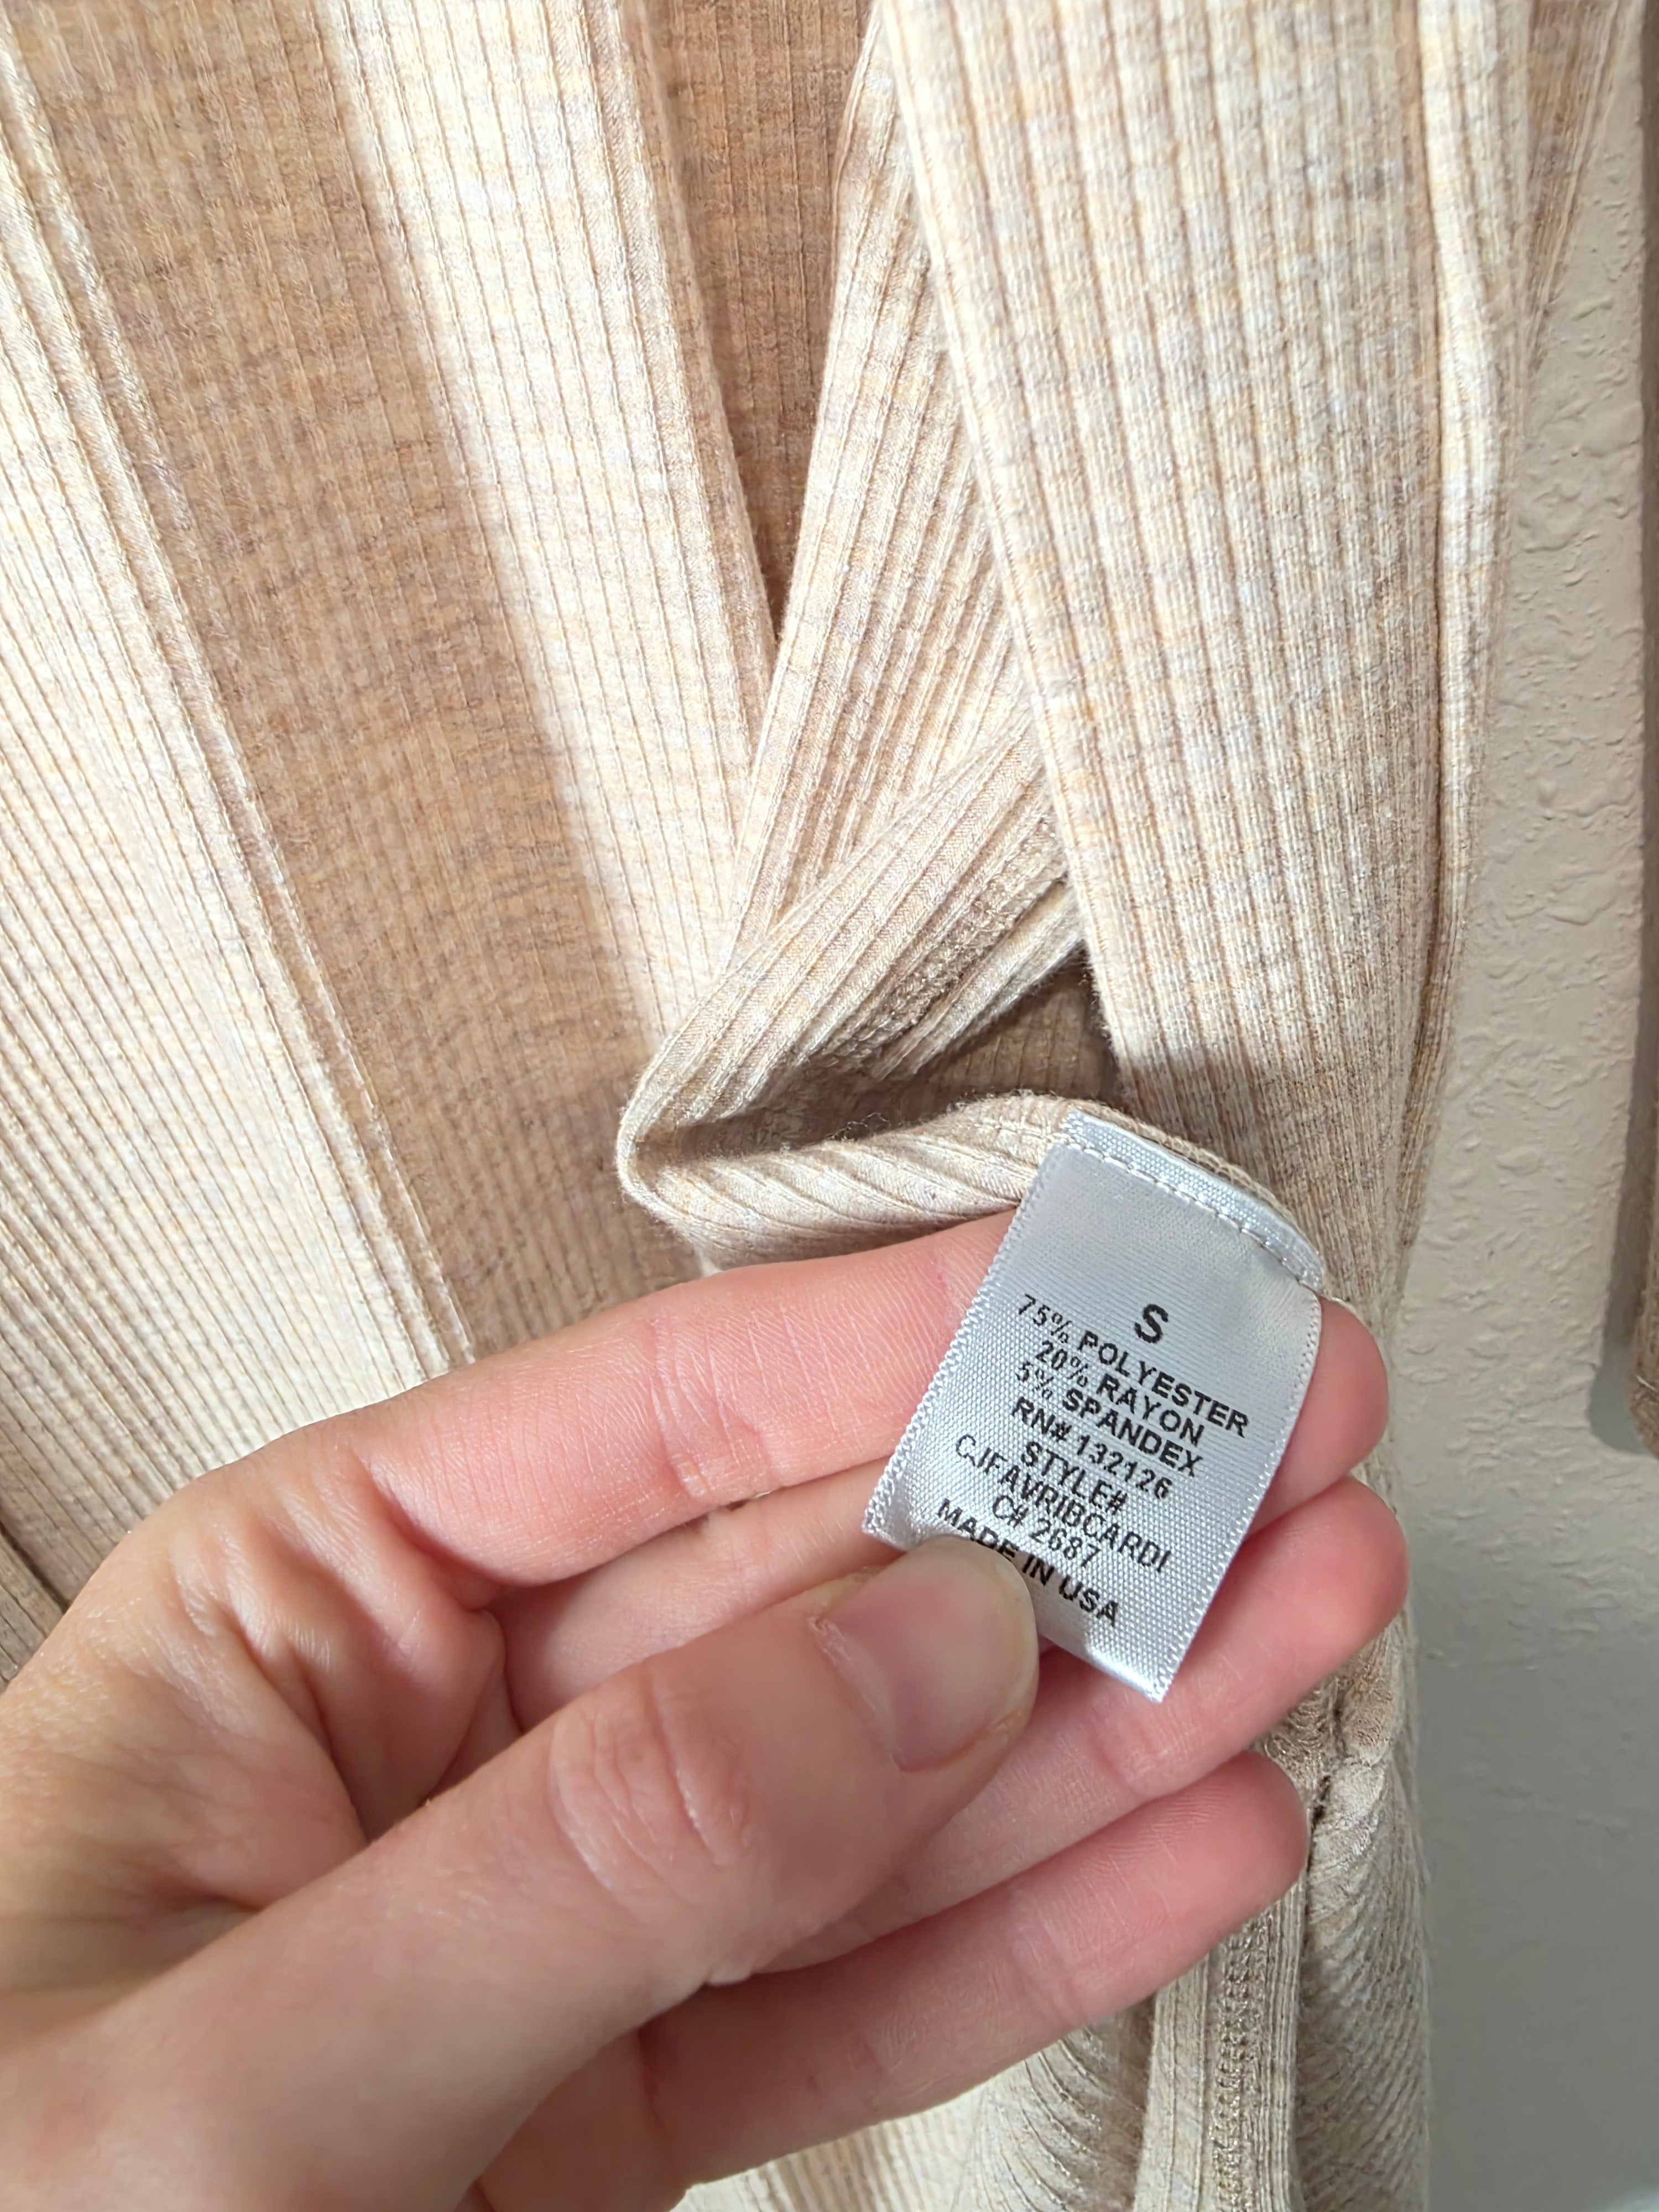 S
75% POLYESTER
20% RAYON
5% SPANDEX
RN# 132126
STYLE#
CJFAVRIBCARDI
C# 2687
MADE IN USA